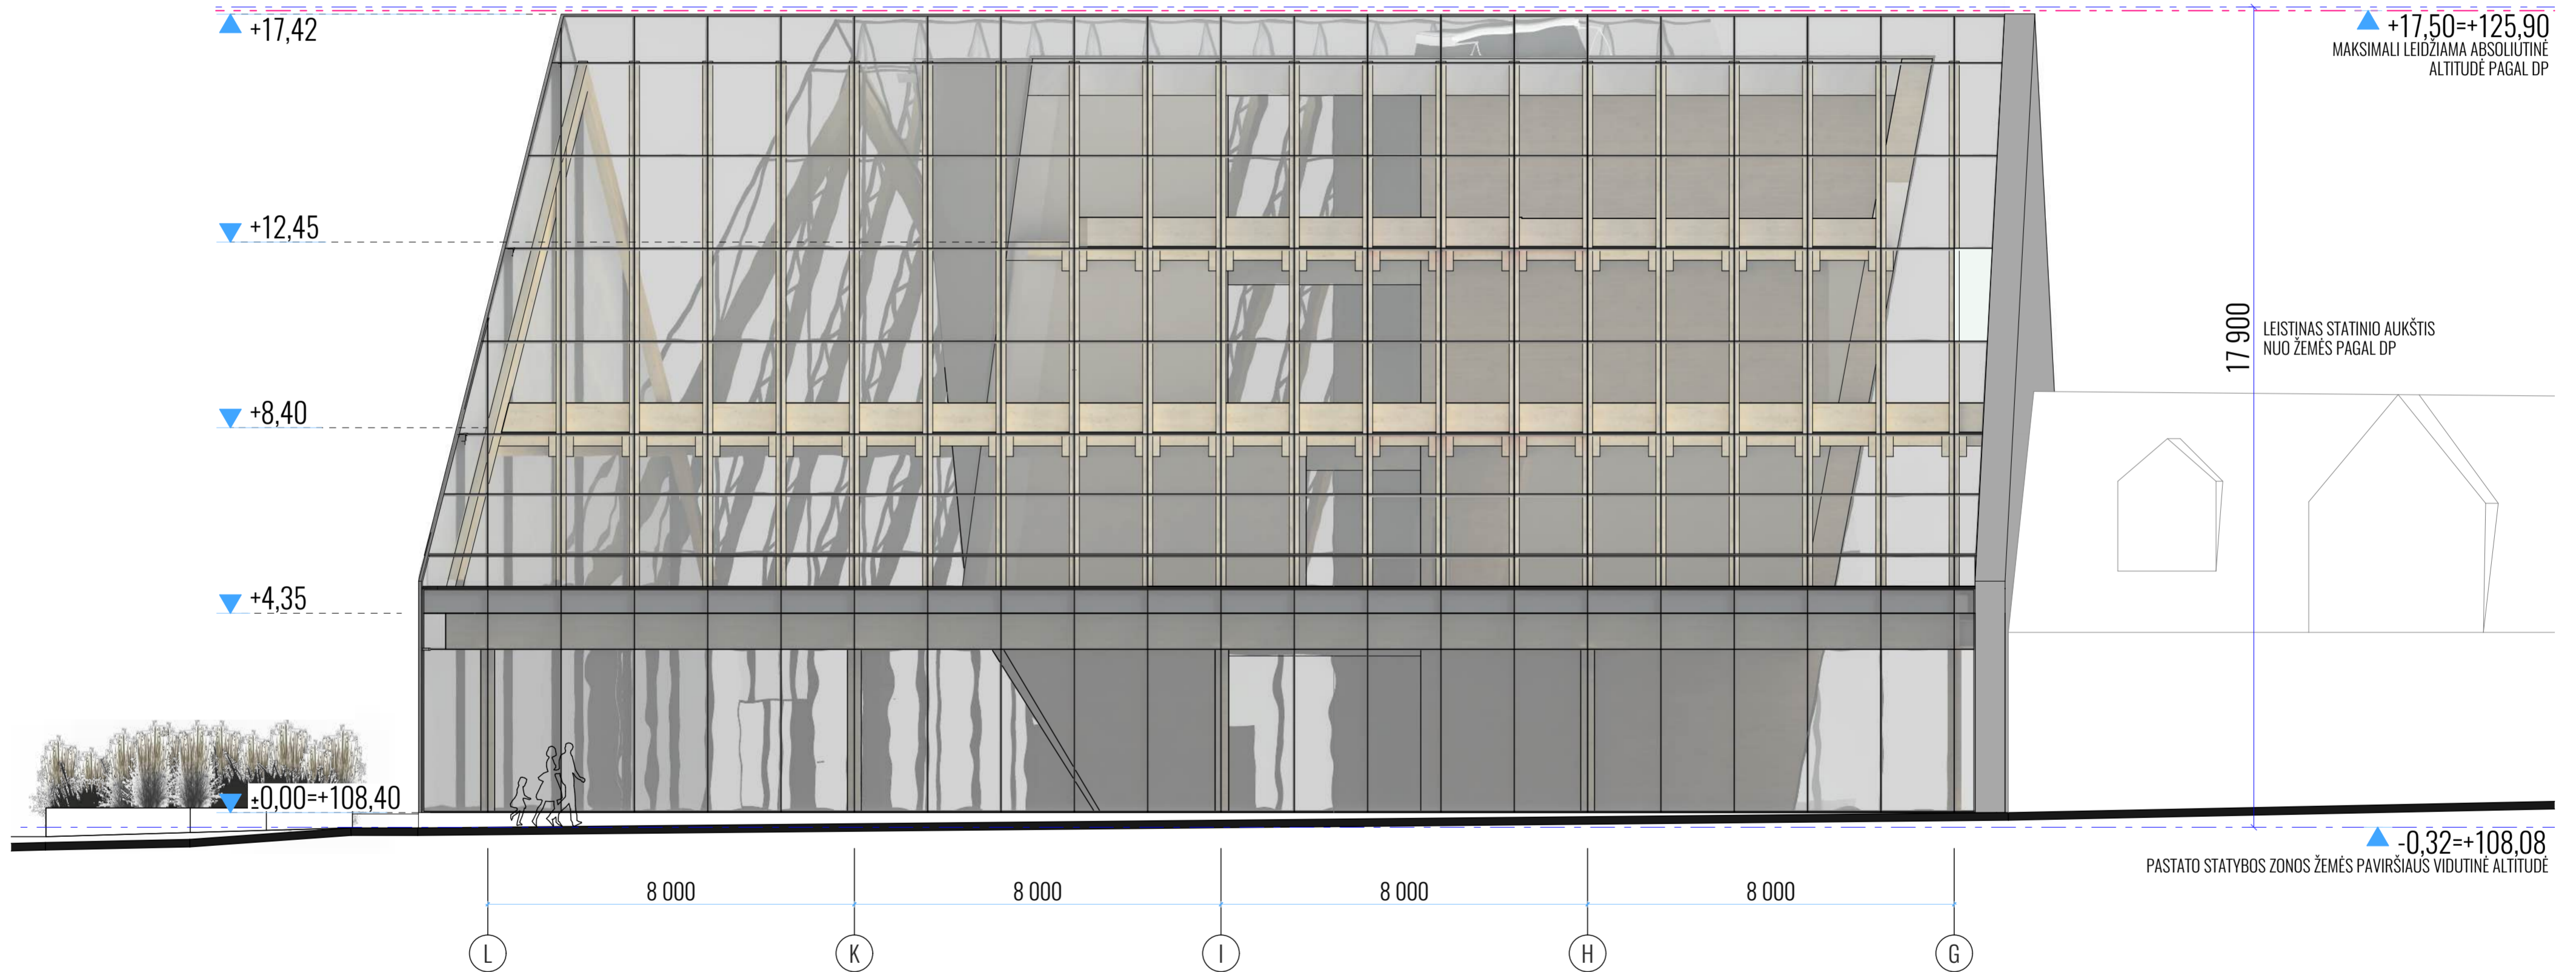 +17,42
+17,50=+125,90
MAKSIMALI LEIDŽIAMA ABSOLIUTINĖ
ALTITUDĖ PAGAL DP
+12,45
17 900
LEISTINAS STATINIO AUKŠTIS
NUO ŽEMĖS PAGAL DP
+8,40
+4,35
±0,00=+108,40
-0,32=+108,08
PASTATO STATYBOS ZONOS ŽEMĖS PAVIRŠIAUS VIDUTINĖ ALTITUDĖ
8 000 8 000 8 000 8 000
L K I H G